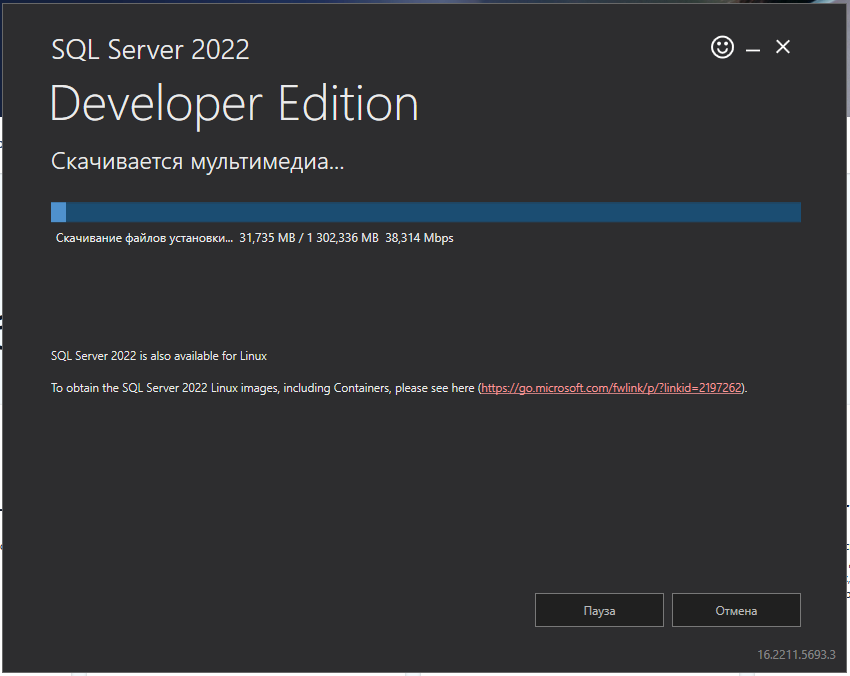 SQL Server 2022
Developer Edition
Скачивается мультимедиа...
Скачивание файлов установки... 31,735 MB / 1 302,336 MB 38,314 Mbps
SQL Server 2022 is also available for Linux
To obtain the SQL Server 2022 Linux images, including Containers, please see here (https://go.microsoft.com/fwlink/p/?linkid=2197262).
Пауза
Отмена
16.2211.5693.3